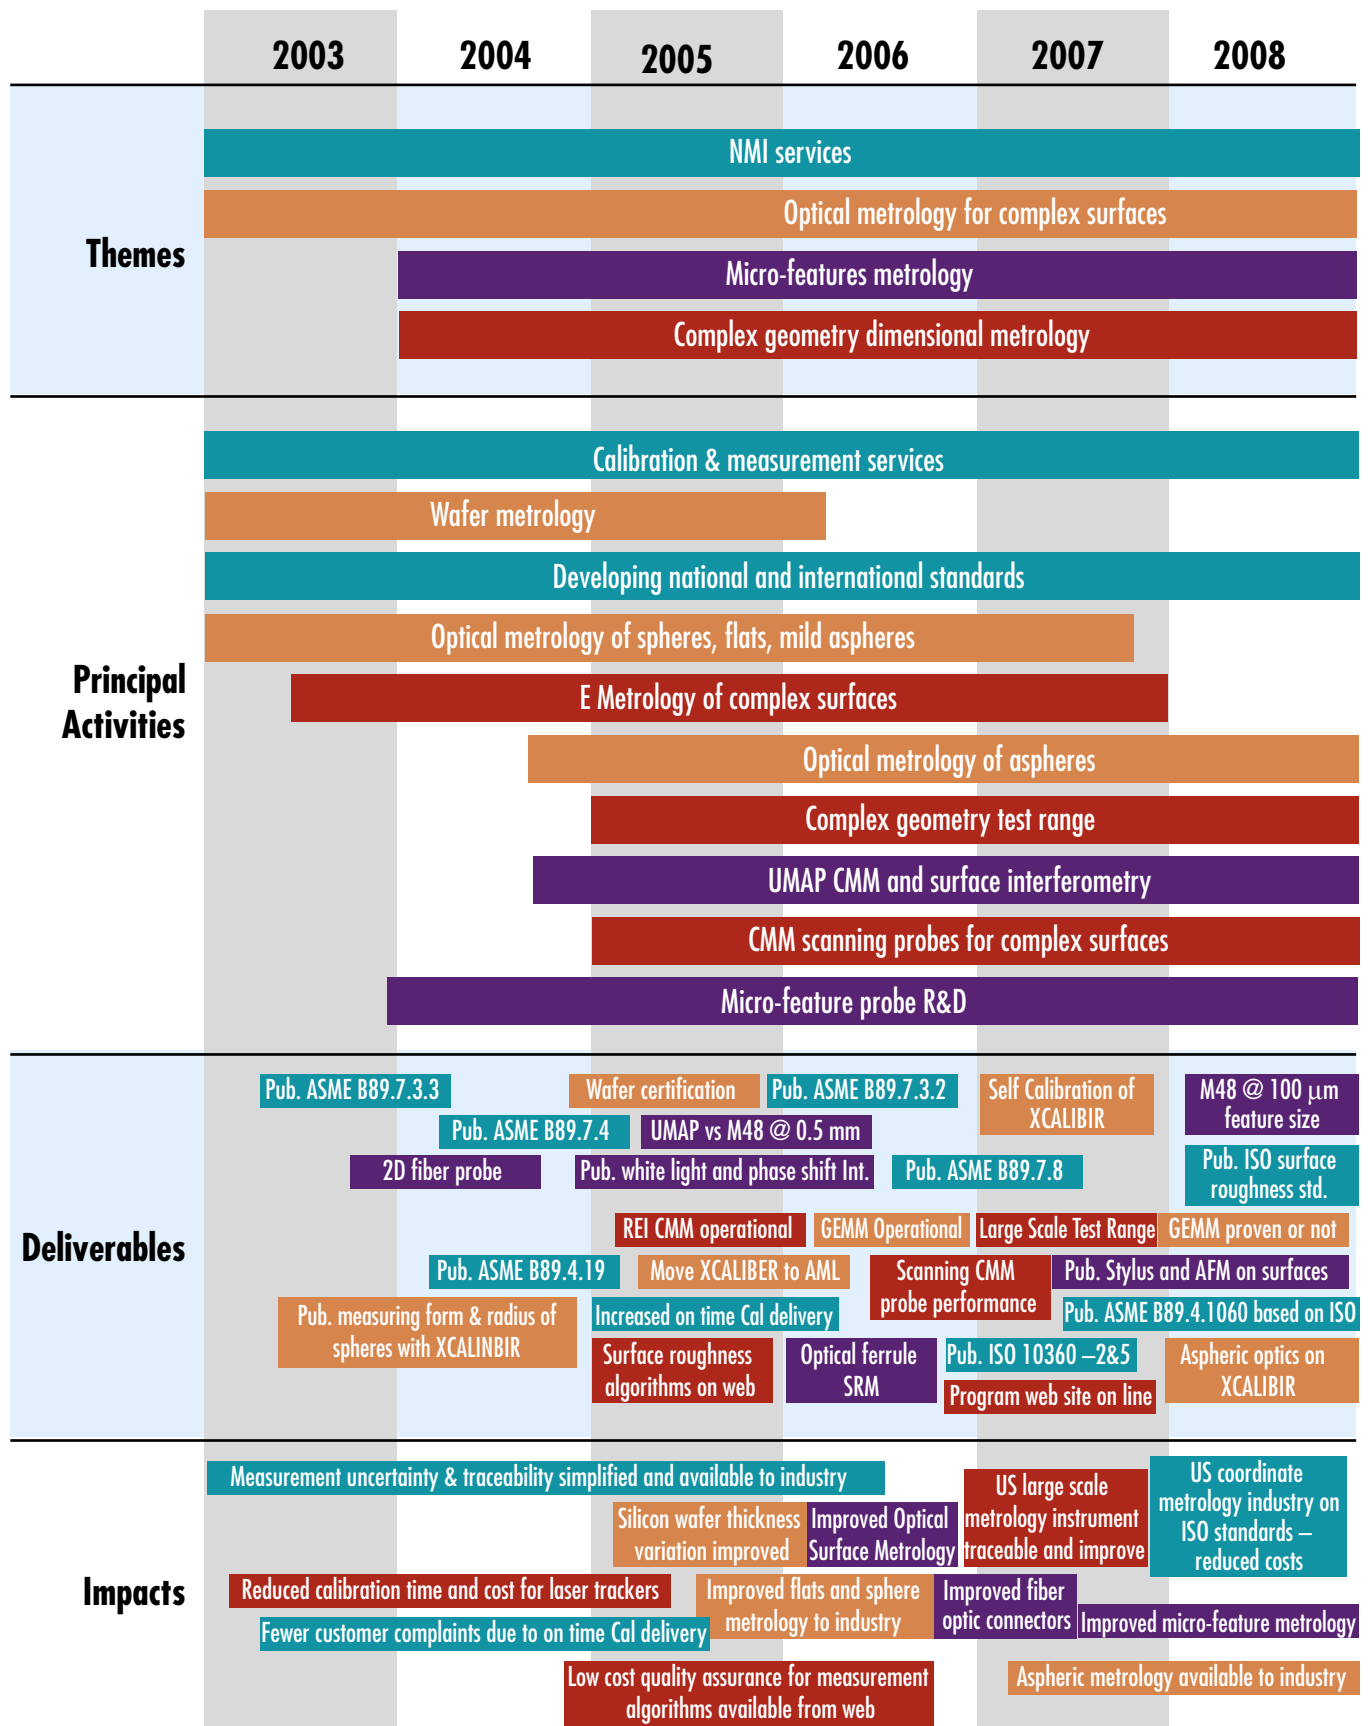 2003 2004 2005 2006 2007 2008
Themes
NMI services
Optical metrology for complex surfaces
Micro-features metrology
Complex geometry dimensional metrology
Principal
Activities
Calibration & measurement services
Wafer metrology
Developing national and international standards
Optical metrology of spheres, flats, mild aspheres
E Metrology of complex surfaces
Optical metrology of aspheres
Complex geometry test range
UMAP CMM and surface interferometry
CMM scanning probes for complex surfaces
Micro-feature probe R&D
Deliverables
Pub. ASME B89.7.3.3
Wafer certification
Pub. ASME B89.7.3.2
Self Calibration of
XCALIBIR
M48 @ 100 μm
feature size
Pub. ASME B89.7.4
UMAP vs M48 @ 0.5 mm
2D fiber probe
Pub. white light and phase shift Int.
Pub. ASME B89.7.8
Pub. ISO surface
roughness std.
REI CMM operational
GEMM Operational
Large Scale Test Range
GEMM proven or not
Pub. ASME B89.4.19
Move XCALIBER to AML
Scanning CMM
probe performance
Pub. Stylus and AFM on surfaces
Pub. measuring form & radius of
spheres with XCALINBIR
Increased on time Cal delivery
Pub. ASME B89.4.1060 based on ISO
Surface roughness
algorithms on web
Optical ferrule
SRM
Pub. ISO 10360 –2&5
Aspheric optics on
XCALIBIR
Program web site on line
Impacts
Measurement uncertainty & traceability simplified and available to industry
US large scale
metrology instrument
traceable and improve
US coordinate
metrology industry on
ISO standards –
reduced costs
Silicon wafer thickness
variation improved
Improved Optical
Surface Metrology
Reduced calibration time and cost for laser trackers
Improved flats and sphere
metrology to industry
Improved fiber
optic connectors
Improved micro-feature metrology
Fewer customer complaints due to on time Cal delivery
Low cost quality assurance for measurement
algorithms available from web
Aspheric metrology available to industry